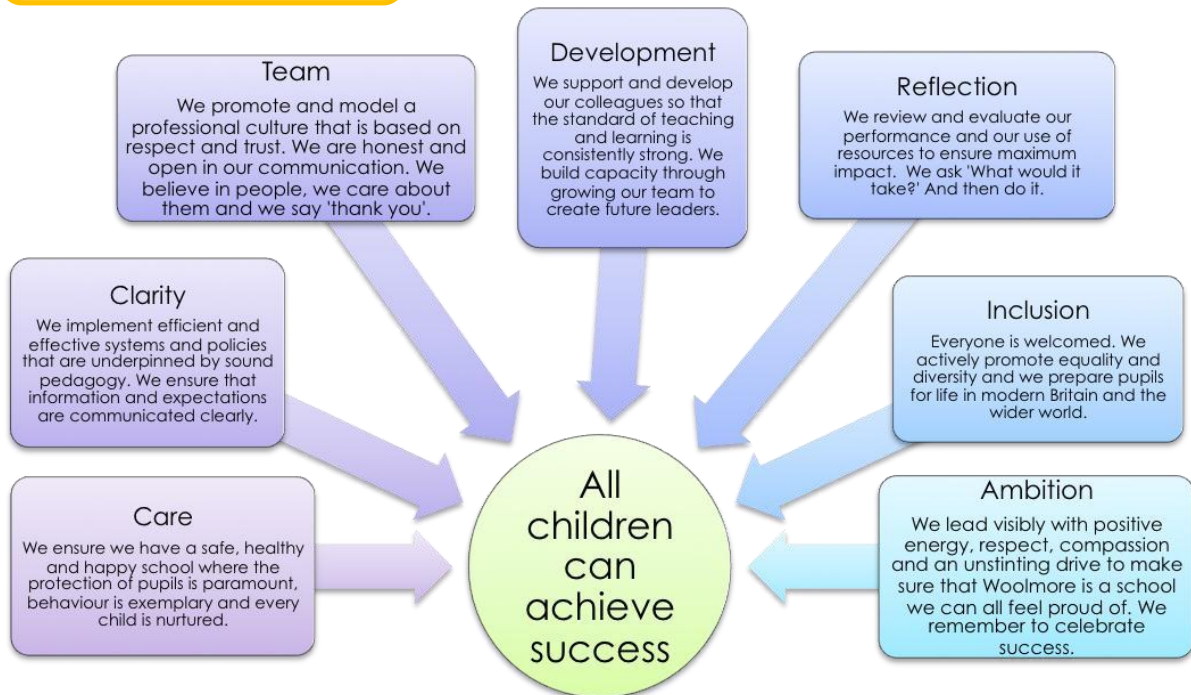 Team
We promote and model a
professional culture that is based on
respect and trust. We are honest and
open in our communication. We
believe in people, we care about
them and we say 'thank you'.
Development
We support and develop
our colleagues so that
the standard of teaching
and learning is
consistently strong. We
build capacity through
growing our team to
create future leaders.
Reflection
We review and evaluate our
performance and our use of
resources to ensure maximum
impact. We ask 'What would it
take?' And then do it.
Clarity
We implement efficient and
effective systems and policies
that are underpinned by sound
pedagogy. We ensure that
information and expectations
are communicated clearly.
Inclusion
Everyone is welcomed. We
actively promote equality and
diversity and we prepare pupils
for life in modern Britain and the
wider world.
Care
We ensure we have a safe, healthy
and happy school where the
protection of pupils is paramount,
behaviour is exemplary and every
child is nurtured.
All
children
can
achieve
success
Ambition
We lead visibly with positive
energy, respect, compassion
and an unstinting drive to make
sure that Woolmore is a school
we can all feel proud of. We
remember to celebrate
success.